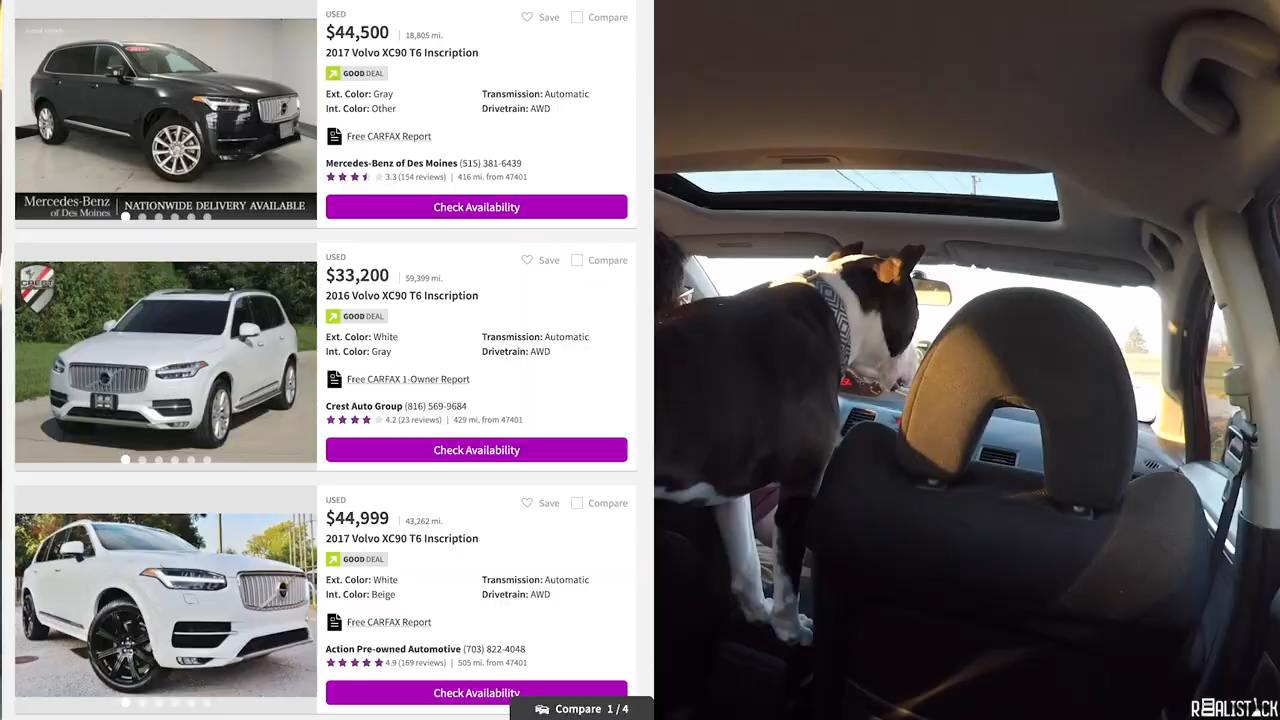 USED
Save
Compare
$44,500
18,805 mi.
2017 Volvo XC90 T6 Inscription
GOOD DEAL
Ext. Color: Gray
Transmission: Automatic
Int. Color: Other
Drivetrain: AWD
Free CARFAX Report
Mercedes-Benz of Des Moines (515) 381-6439
3.3 (154 reviews) | 416 mi. from 47401
Check Availability
Mercedes-Benz of Des Moines | NATIONWIDE DELIVERY AVAILABLE
USED
Save
Compare
$33,200
59,399 mi.
2016 Volvo XC90 T6 Inscription
GOOD DEAL
Ext. Color: White
Transmission: Automatic
Int. Color: Gray
Drivetrain: AWD
Free CARFAX 1-Owner Report
Crest Auto Group (816) 569-9684
4.2 (23 reviews) | 429 mi. from 47401
Check Availability
CREST
USED
Save
Compare
$44,999
43,262 mi.
2017 Volvo XC90 T6 Inscription
GOOD DEAL
Ext. Color: White
Transmission: Automatic
Int. Color: Beige
Drivetrain: AWD
Free CARFAX Report
Action Pre-owned Automotive (703) 822-4048
4.9 (169 reviews) | 505 mi. from 47401
Check Availability
Compare 1 / 4
REALISTICK